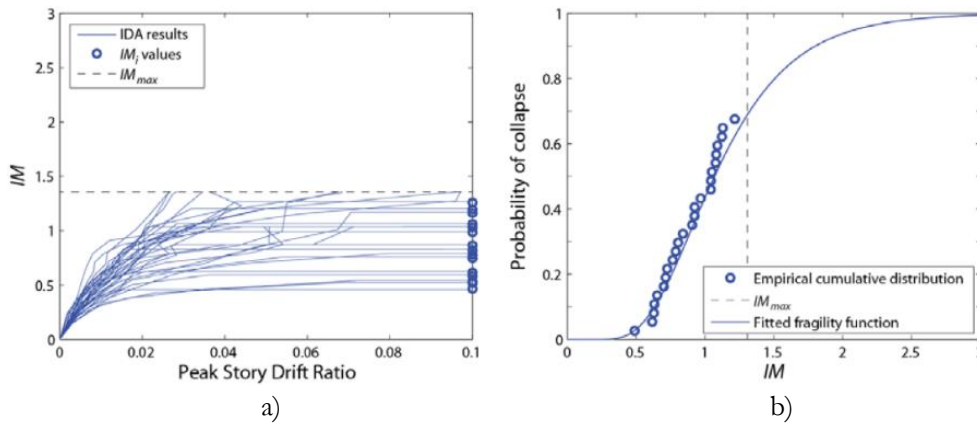 3
2.5
2
1.5
1
0.5
0
IM
IDA results
IMi values
IMmax
0 0.02 0.04 0.06 0.08 0.1
Peak Story Drift Ratio
a)
1
0.8
0.6
0.4
0.2
0
Probability of collapse
Empirical cumulative distribution
IMmax
Fitted fragility function
0 0.5 1 1.5 2 2.5
IM
b)